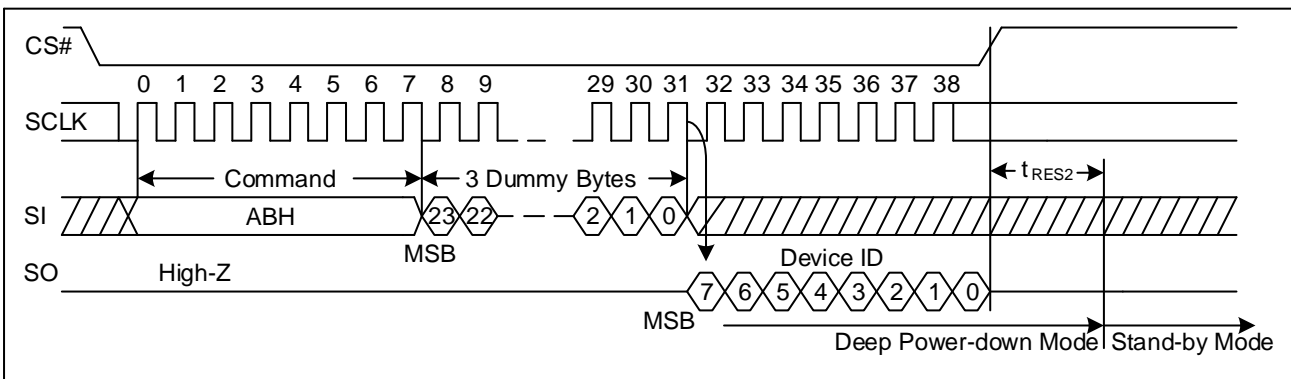 CS#
0 1 2 3 4 5 6 7 8 9 29 30 31 32 33 34 35 36 37 38
SCLK
Command 3 Dummy Bytes tRES2
SI ABH 23 22 2 1 0
MSB
SO High-Z Device ID
7 6 5 4 3 2 1 0
MSB
Deep Power-down Mode Stand-by Mode